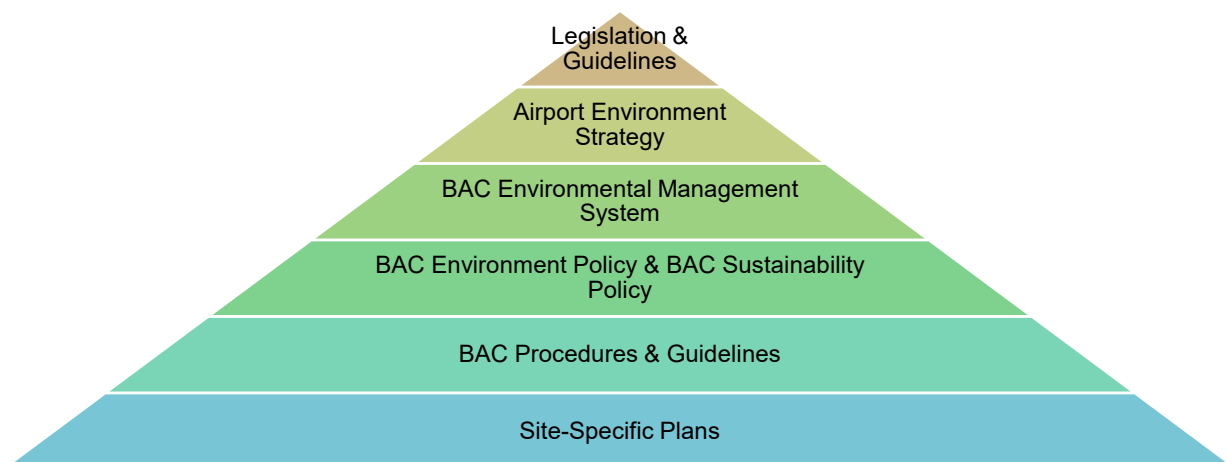 Legislation &
Guidelines
Airport Environment
Strategy
BAC Environmental Management
System
BAC Environment Policy & BAC Sustainability
Policy
BAC Procedures & Guidelines
Site-Specific Plans